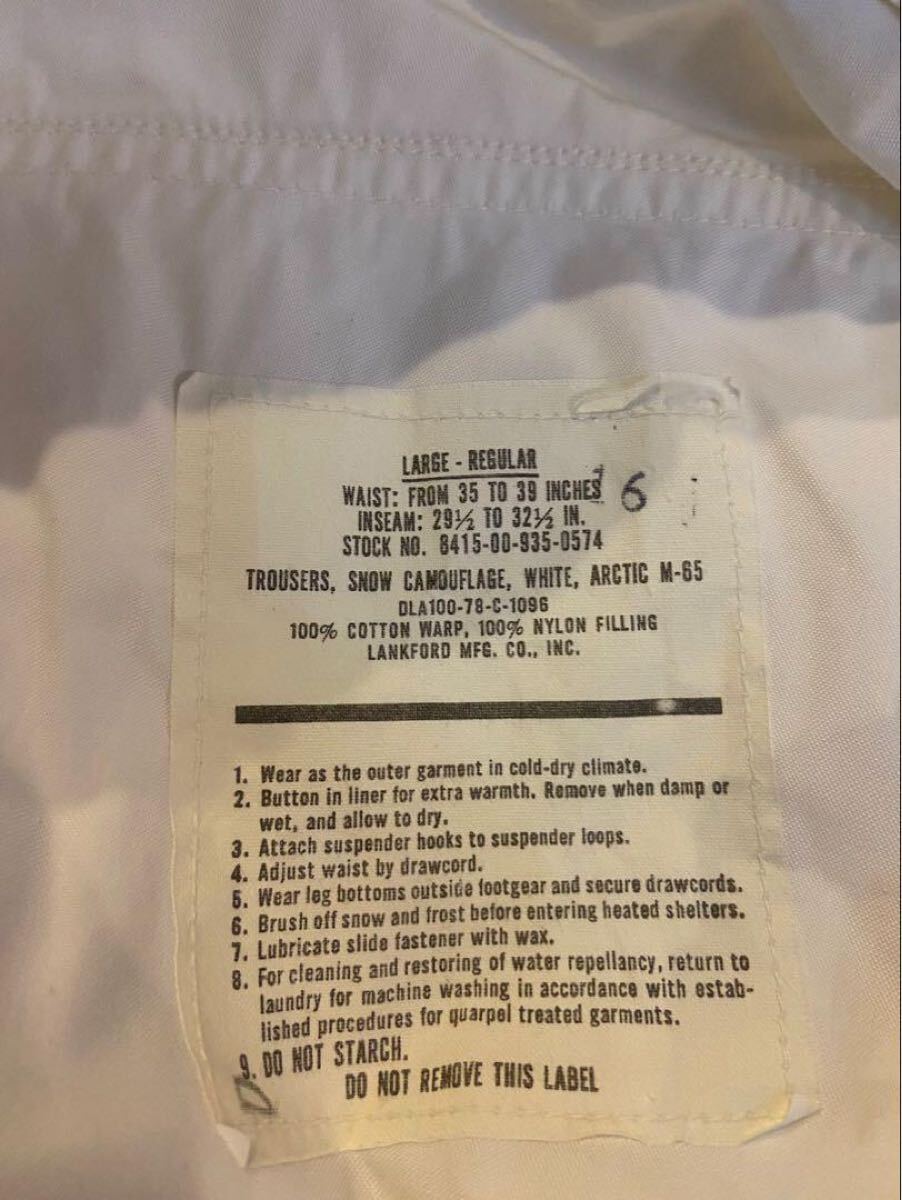 LARGE - REGULAR
WAIST: FROM 35 TO 39 INCHES 6
INSEAM: 29½ TO 32½ IN.
STOCK NO. 8415-00-935-0574
TROUSERS, SNOW CAMOUFLAGE, WHITE, ARCTIC M-65
DLA100-78-C-1096
100% COTTON WARP, 100% NYLON FILLING
LANKFORD MFG. CO., INC.
1. Wear as the outer garment in cold-dry climate.
2. Button in liner for extra warmth. Remove when damp or
wet, and allow to dry.
3. Attach suspender hooks to suspender loops.
4. Adjust waist by drawcord.
5. Wear leg bottoms outside footgear and secure drawcords.
6. Brush off snow and frost before entering heated shelters.
7. Lubricate slide fastener with wax.
8. For cleaning and restoring of water repellancy, return to
laundry for machine washing in accordance with estab-
lished procedures for quarpel treated garments.
9. DO NOT STARCH.
DO NOT REMOVE THIS LABEL